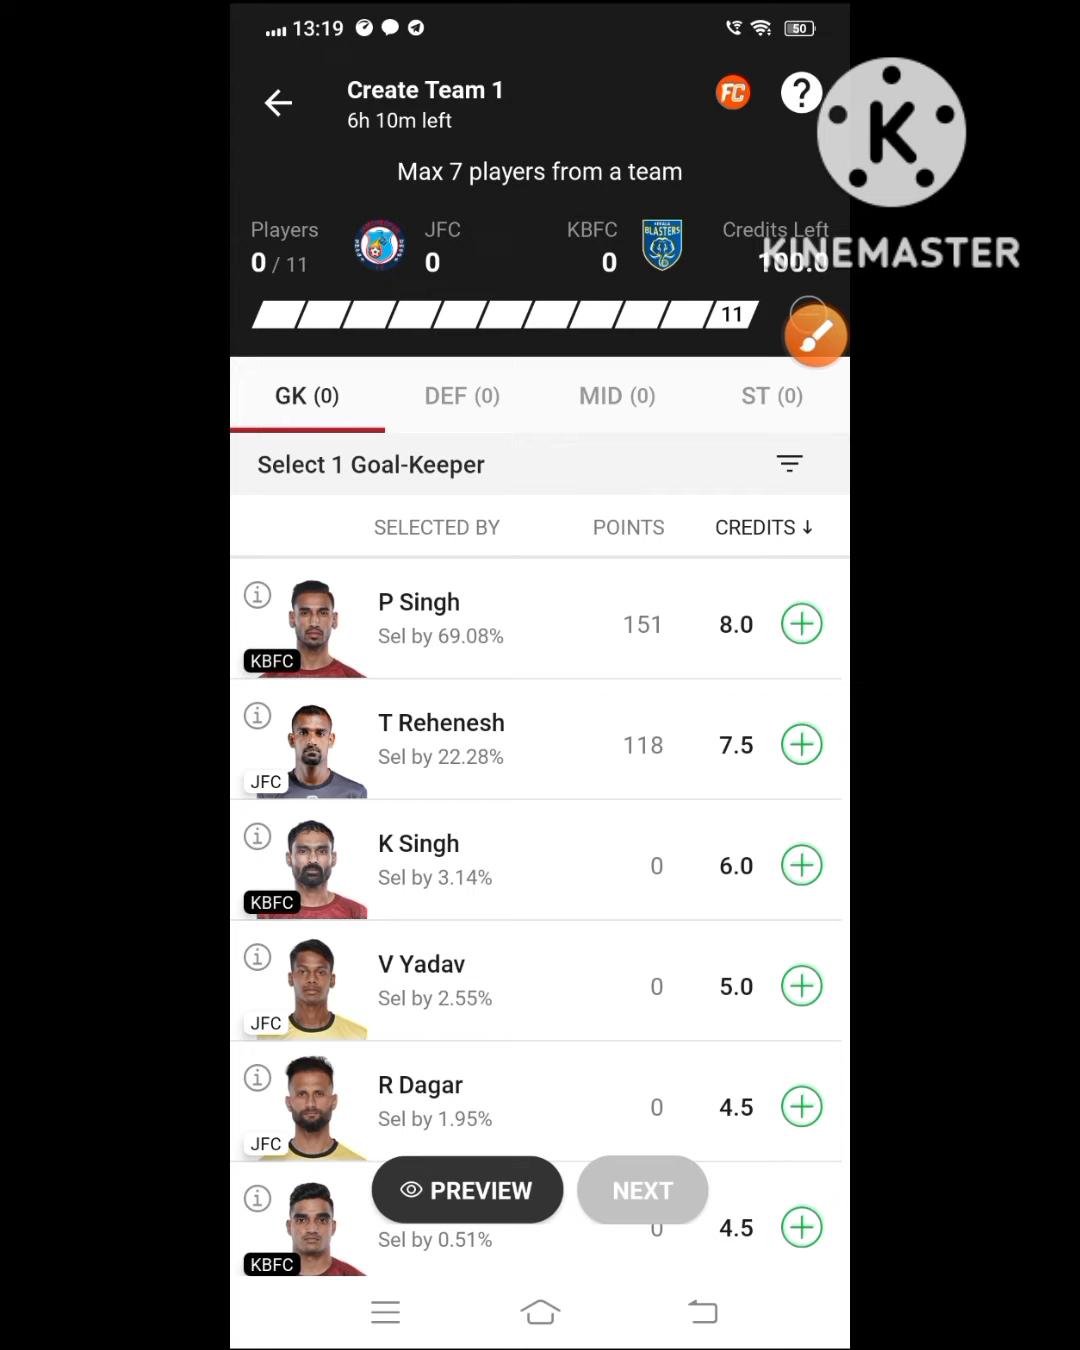 13:19
50
Create Team 1
FC
?
6h 10m left
Max 7 players from a team
Players
JFC
KBFC
KERALA
BLASTERS
Credits Left
0 / 11
0
0
100.0
K
KINEMASTER
11
GK (0)
DEF (0)
MID (0)
ST (0)
Select 1 Goal-Keeper
SELECTED BY
POINTS
CREDITS ↓
P Singh
Sel by 69.08%
151
8.0
KBFC
T Rehenesh
Sel by 22.28%
118
7.5
JFC
K Singh
Sel by 3.14%
0
6.0
KBFC
V Yadav
Sel by 2.55%
0
5.0
JFC
R Dagar
Sel by 1.95%
0
4.5
JFC
PREVIEW
NEXT
Sel by 0.51%
0
4.5
KBFC